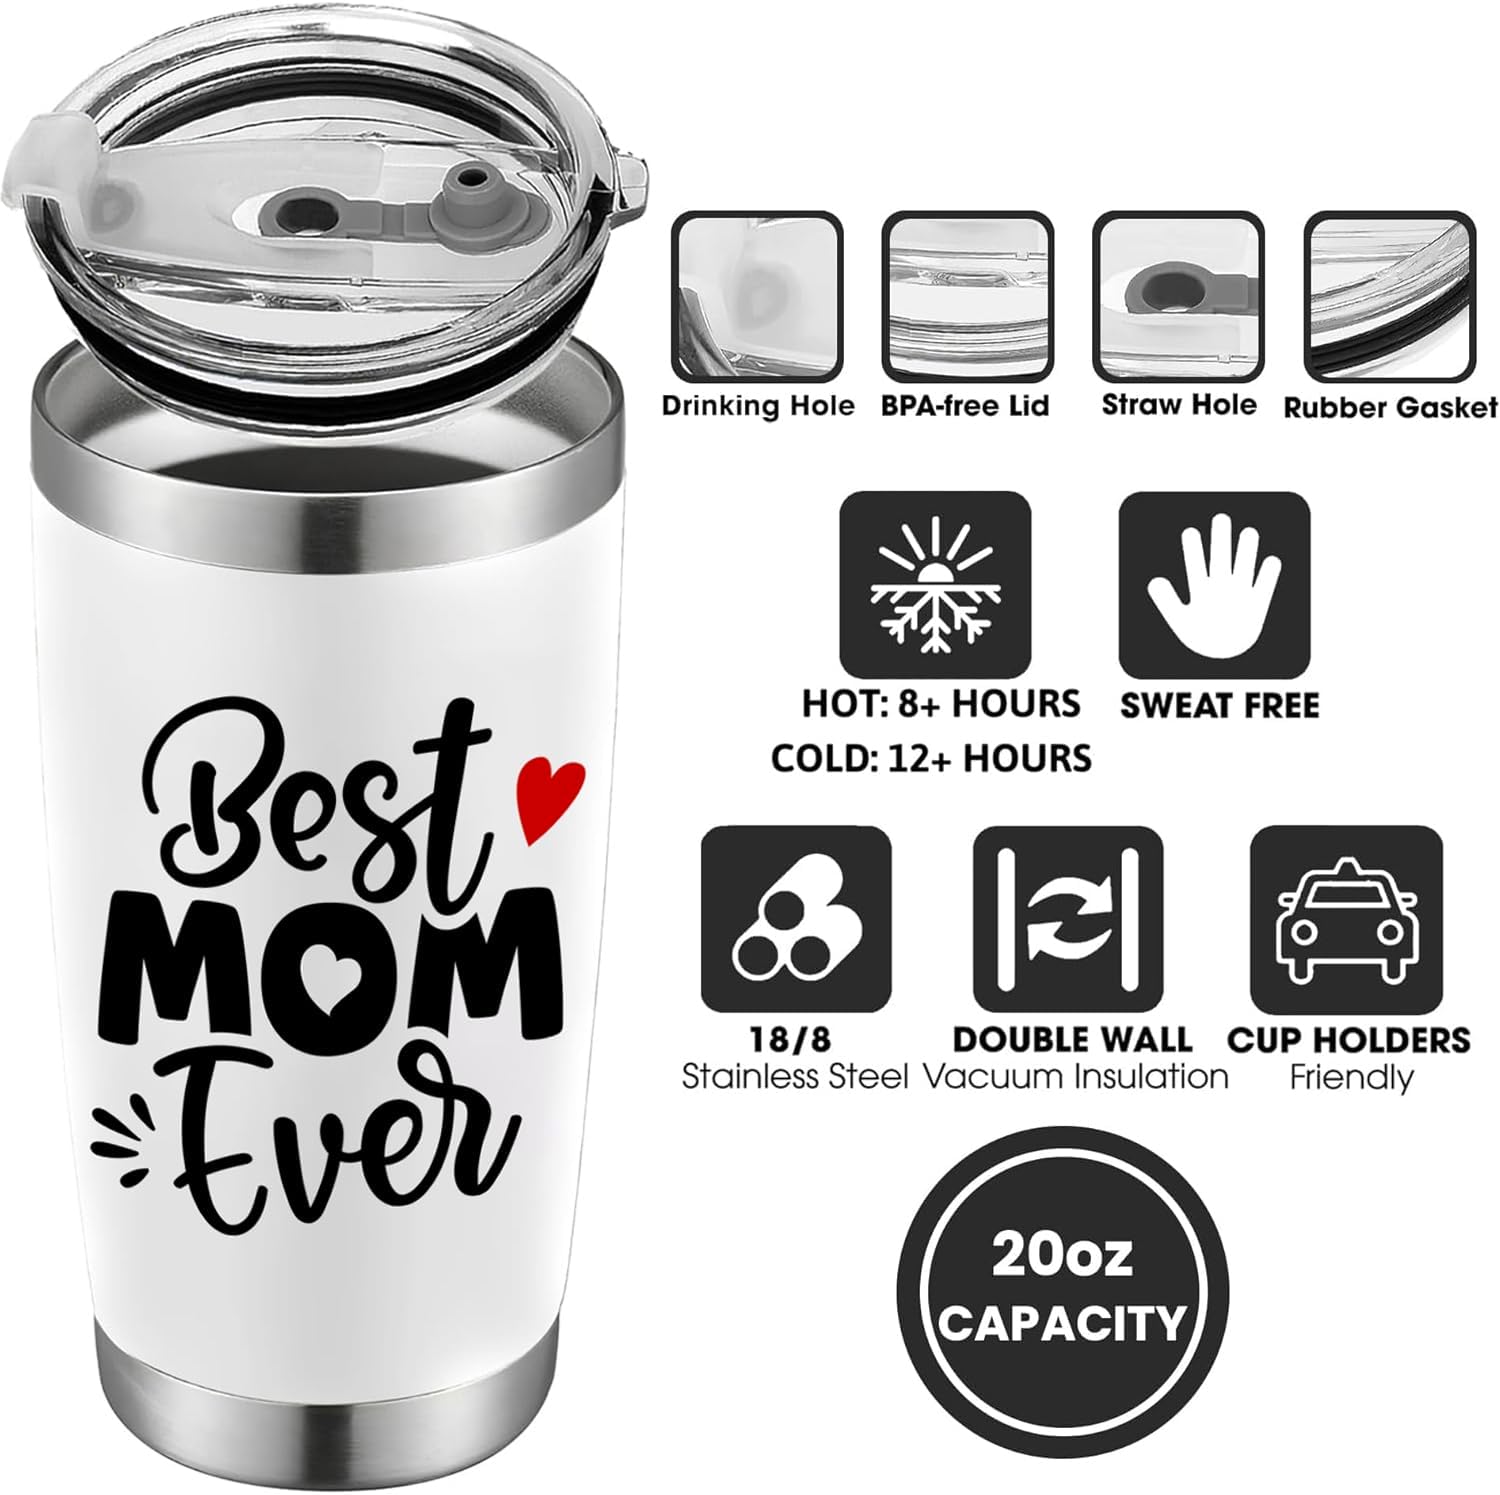 Best
MOM
Ever
Drinking Hole
BPA-free Lid
Straw Hole
Rubber Gasket
HOT: 8+ HOURS
COLD: 12+ HOURS
SWEAT FREE
18/8
Stainless Steel
DOUBLE WALL
Vacuum Insulation
CUP HOLDERS
Friendly
20oz
CAPACITY